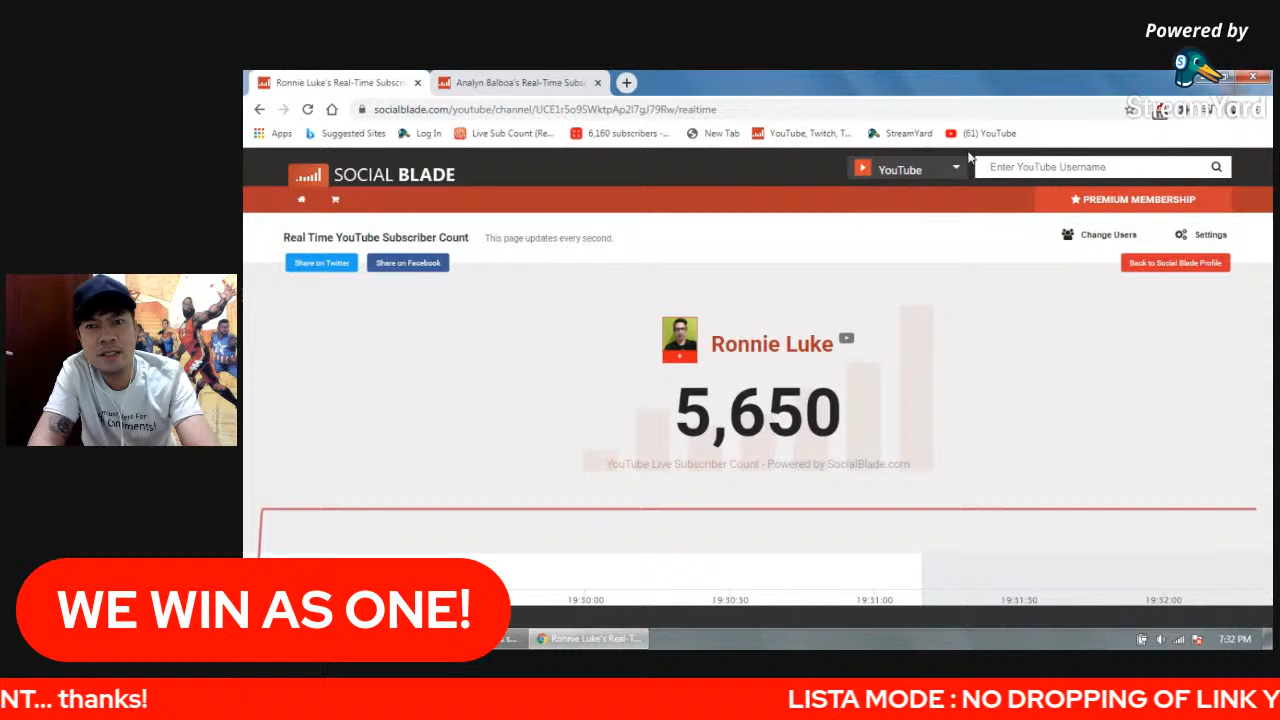 Powered by
StreamYard
Ronnie Luke's Real-Time Subscri
Analyn Balboa's Real-Time Subs
socialblade.com/youtube/channel/UCE1r5o9SWktpAp2I7gJ79Rw/realtime
Apps
Suggested Sites
Log In
Live Sub Count (Re...
6,160 subscribers -...
New Tab
YouTube, Twitch, T...
StreamYard
(61) YouTube
SOCIAL BLADE
YouTube
Enter YouTube Username
PREMIUM MEMBERSHIP
Real Time YouTube Subscriber Count
This page updates every second.
Change Users
Settings
Share on Twitter
Share on Facebook
Back to Social Blade Profile
Ronnie Luke
5,650
YouTube Live Subscriber Count - Powered by SocialBlade.com
19:30:00
19:30:30
19:31:00
19:31:30
19:32:00
WE WIN AS ONE!
Ronnie Luke's Real-T...
7:32 PM
NT... thanks!
LISTA MODE : NO DROPPING OF LINK Y